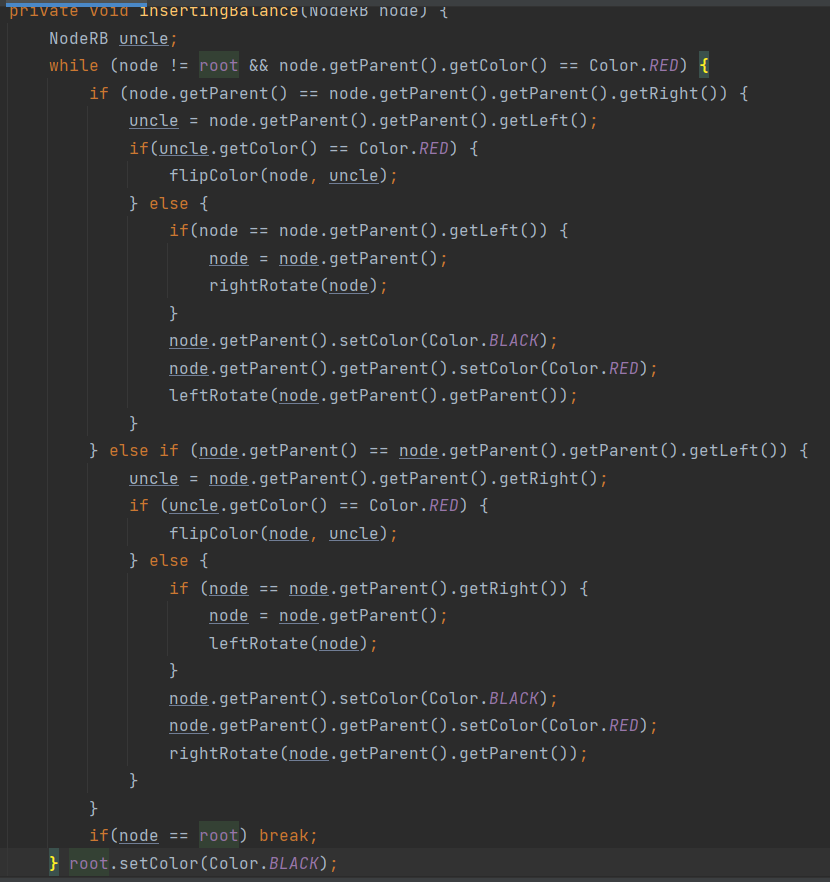 private void insertingBalance(NodeRB node) {
NodeRB uncle;
while (node != root && node.getParent().getColor() == Color.RED) {
if (node.getParent() == node.getParent().getParent().getRight()) {
uncle = node.getParent().getParent().getLeft();
if(uncle.getColor() == Color.RED) {
flipColor(node, uncle);
} else {
if(node == node.getParent().getLeft()) {
node = node.getParent();
rightRotate(node);
}
node.getParent().setColor(Color.BLACK);
node.getParent().getParent().setColor(Color.RED);
leftRotate(node.getParent().getParent());
}
} else if (node.getParent() == node.getParent().getParent().getLeft()) {
uncle = node.getParent().getParent().getRight();
if (uncle.getColor() == Color.RED) {
flipColor(node, uncle);
} else {
if (node == node.getParent().getRight()) {
node = node.getParent();
leftRotate(node);
}
node.getParent().setColor(Color.BLACK);
node.getParent().getParent().setColor(Color.RED);
rightRotate(node.getParent().getParent());
}
}
if(node == root) break;
} root.setColor(Color.BLACK);